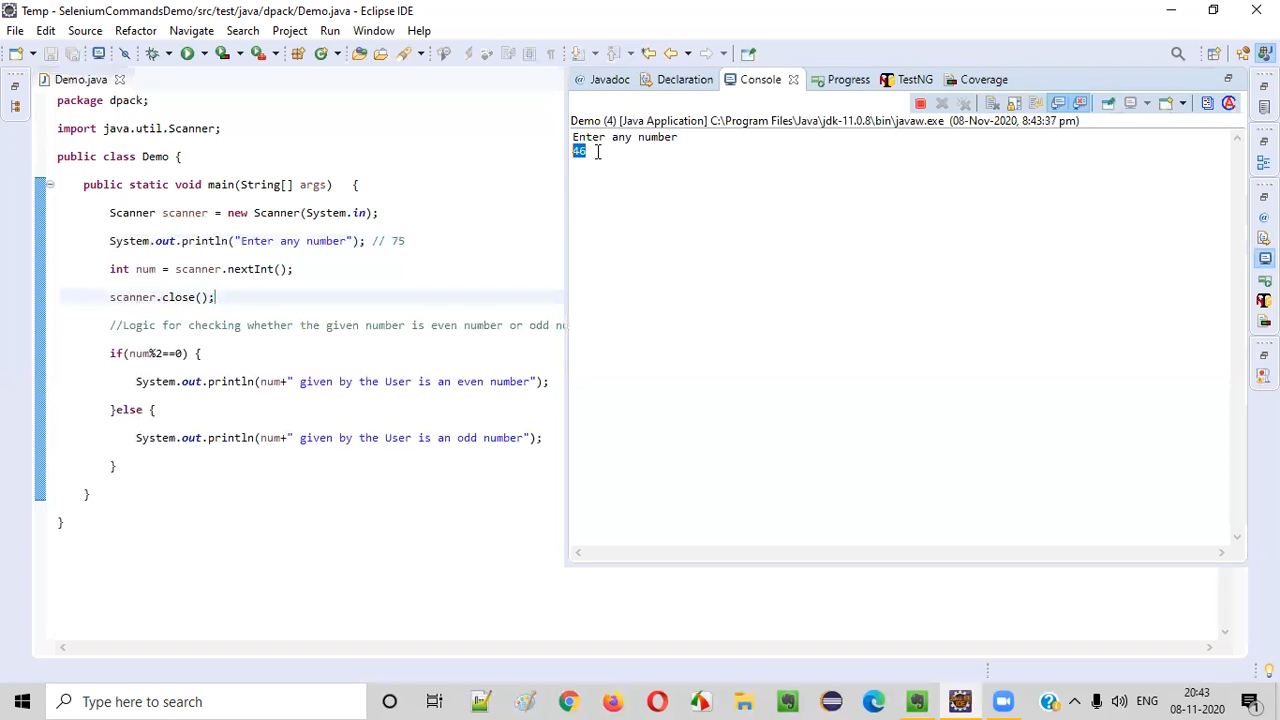 Temp - SeleniumCommandsDemo/src/test/java/dpack/Demo.java - Eclipse IDE
File Edit Source Refactor Navigate Search Project Run Window Help
Demo.java
Javadoc Declaration Console Progress TestNG Coverage
package dpack;
import java.util.Scanner;
public class Demo {
public static void main(String[] args) {
Scanner scanner = new Scanner(System.in);
System.out.println("Enter any number"); // 75
int num = scanner.nextInt();
scanner.close();
//Logic for checking whether the given number is even number or odd nu
if(num%2==0) {
System.out.println(num+" given by the User is an even number");
}else {
System.out.println(num+" given by the User is an odd number");
}
}
}
Demo (4) [Java Application] C:\Program Files\Java\jdk-11.0.8\bin\javaw.exe (08-Nov-2020, 8:43:37 pm)
Enter any number
46
Type here to search
ENG
20:43
08-11-2020